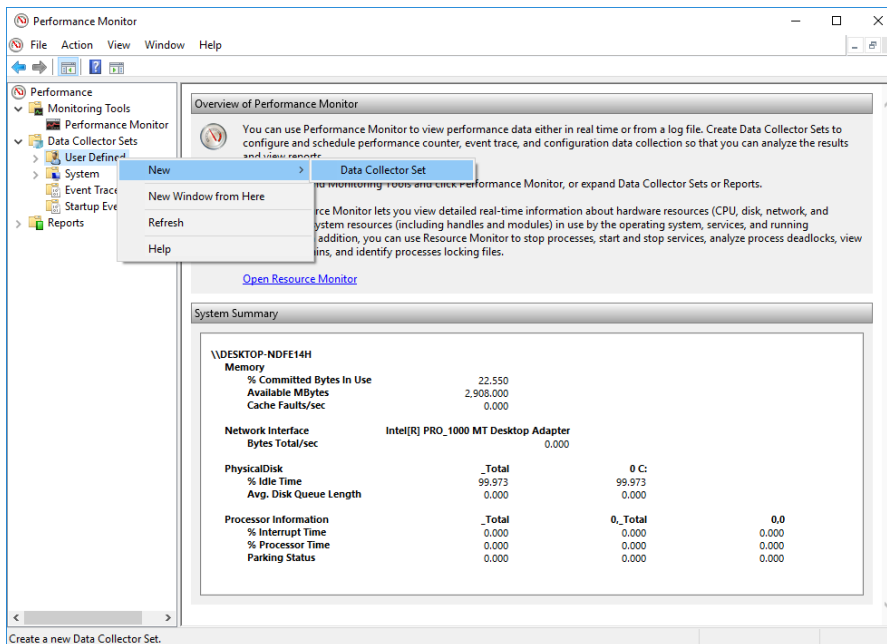 Performance Monitor
File Action View Window Help
Performance
Monitoring Tools
Performance Monitor
Data Collector Sets
User Defined
System
Event Trace
Startup Eve
Reports
New
New Window from Here
Refresh
Help
Data Collector Set
Overview of Performance Monitor
You can use Performance Monitor to view performance data either in real time or from a log file. Create Data Collector Sets to
configure and schedule performance counter, event trace, and configuration data collection so that you can analyze the results
and view reports.
Monitoring Tools and click Performance Monitor, or expand Data Collector Sets or Reports.
rce Monitor lets you view detailed real-time information about hardware resources (CPU, disk, network, and
ystem resources (including handles and modules) in use by the operating system, services, and running
addition, you can use Resource Monitor to stop processes, start and stop services, analyze process deadlocks, view
ins, and identify processes locking files.
Open Resource Monitor
System Summary
\\DESKTOP-NDFE14H
Memory
% Committed Bytes In Use 22.550
Available MBytes 2,908.000
Cache Faults/sec 0.000
Network Interface Intel[R] PRO_1000 MT Desktop Adapter
Bytes Total/sec 0.000
PhysicalDisk _Total 0 C:
% Idle Time 99.973 99.973
Avg. Disk Queue Length 0.000 0.000
Processor Information _Total 0,_Total 0,0
% Interrupt Time 0.000 0.000 0.000
% Processor Time 0.000 0.000 0.000
Parking Status 0.000 0.000 0.000
Create a new Data Collector Set.